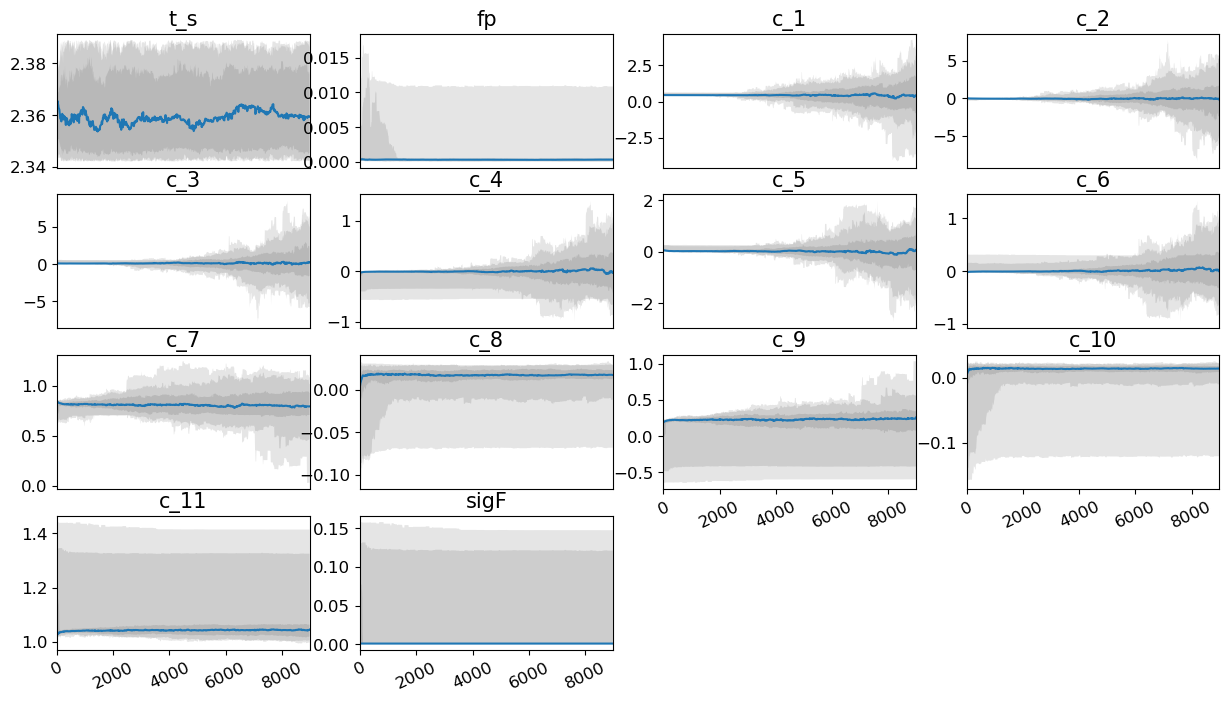 t_s fp c_1 c_2
2.38 0.015 2.5 5
2.36 0.010 0.0 0
0.005 −2.5 −5
2.34 0.000
c_3 c_4 c_5 c_6
5 1 2 1
0 0 0 0
−5 −1 −2 −1
c_7 c_8 c_9 c_10
1.0 0.00 1.0 0.0
0.5 −0.05 0.5 −0.1
0.0 −0.10 0.0
−0.5
0 2000 4000 6000 8000 0 2000 4000 6000 8000
c_11 sigF
1.4 0.15
1.2 0.10
0.05
1.0 0.00
0 2000 4000 6000 8000 0 2000 4000 6000 8000